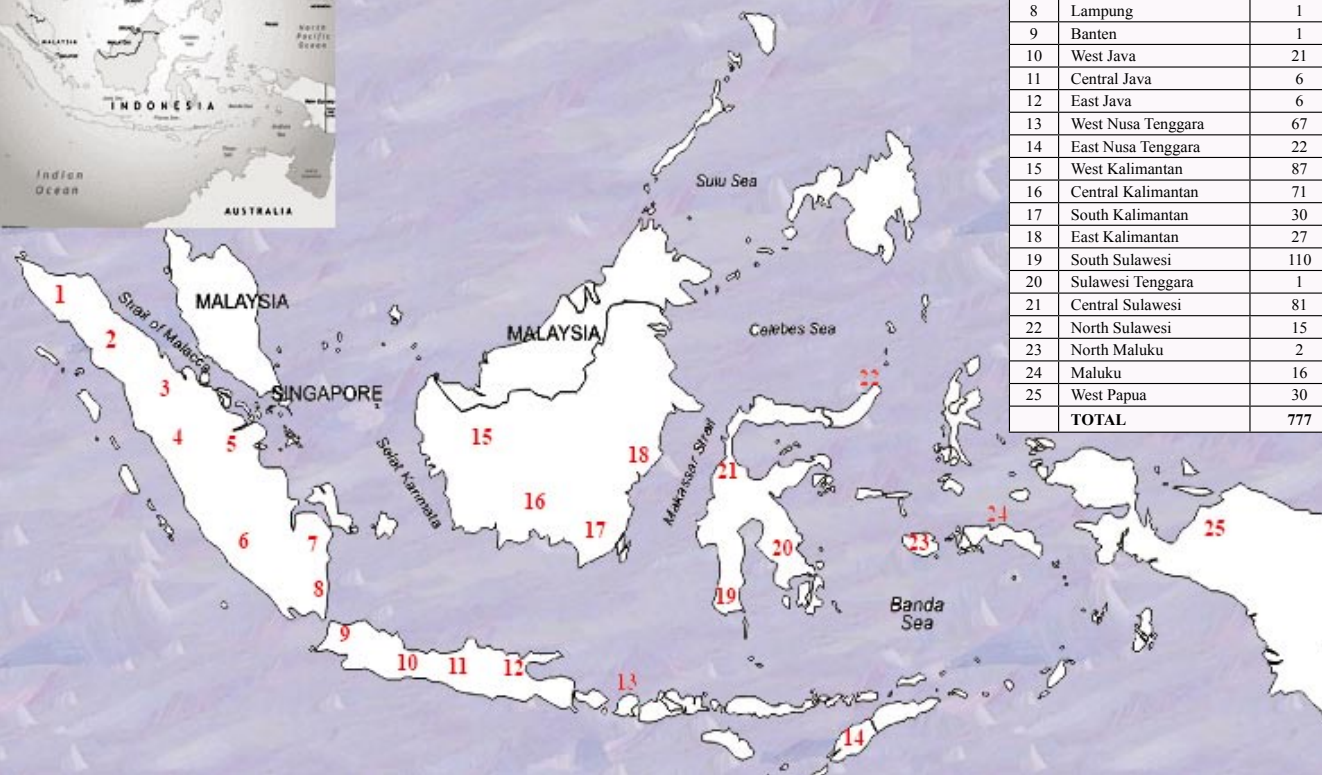 MALAYSIA
North
Pacific
Ocean
INDONESIA
Indian
Ocean
AUSTRALIA
8 Lampung 1
9 Banten 1
10 West Java 21
11 Central Java 6
12 East Java 6
13 West Nusa Tenggara 67
14 East Nusa Tenggara 22
15 West Kalimantan 87
16 Central Kalimantan 71
17 South Kalimantan 30
18 East Kalimantan 27
19 South Sulawesi 110
20 Sulawesi Tenggara 1
21 Central Sulawesi 81
22 North Sulawesi 15
23 North Maluku 2
24 Maluku 16
25 West Papua 30
TOTAL 777
Sulu Sea
MALAYSIA
Strait of Malacca
MALAYSIA
Celebes Sea
SINGAPORE
Selat Karimata
Makassar Strait
Banda
Sea
1
2
3
4
5
6
7
8
9
10
11
12
13
14
15
16
17
18
19
20
21
22
23
24
25